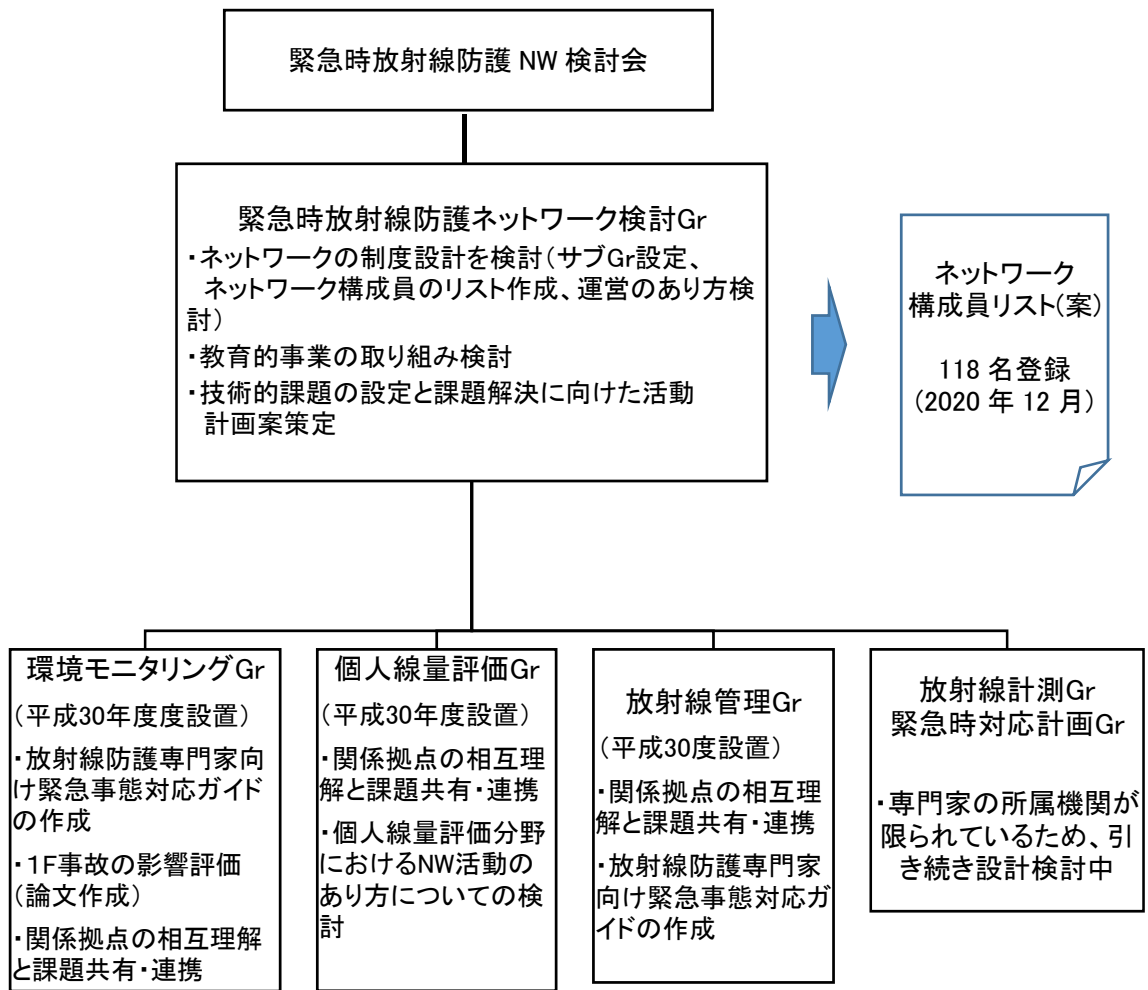 緊急時放射線防護 NW 検討会
緊急時放射線防護ネットワーク検討Gr
・ネットワークの制度設計を検討(サブGr設定、
ネットワーク構成員のリスト作成、運営のあり方検
討)
・教育的事業の取り組み検討
・技術的課題の設定と課題解決に向けた活動
計画案策定
ネットワーク
構成員リスト(案)
118 名登録
(2020 年 12 月)
環境モニタリングGr
(平成30年度度設置)
・放射線防護専門家向
け緊急事態対応ガイド
の作成
・1F事故の影響評価
(論文作成)
・関係拠点の相互理解
と課題共有・連携
個人線量評価Gr
(平成30年度設置)
・関係拠点の相互理
解と課題共有・連携
・個人線量評価分野
におけるNW活動の
あり方についての検
討
放射線管理Gr
(平成30度設置)
・関係拠点の相互理
解と課題共有・連携
・放射線防護専門家
向け緊急事態対応ガ
イドの作成
放射線計測Gr
緊急時対応計画Gr
・専門家の所属機関が
限られているため、引
き続き設計検討中